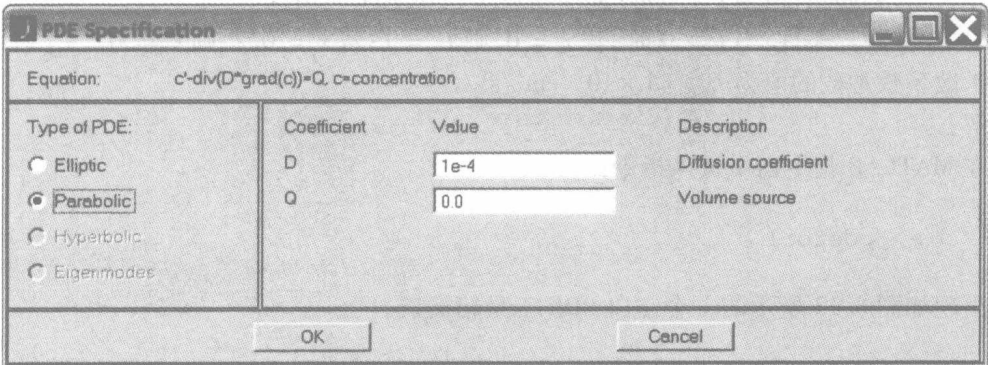 PDE Specification
Equation: c'-div(D*grad(c))=Q, c=concentration
Type of PDE: Coefficient Value Description
Elliptic D 1e-4 Diffusion coefficient
Parabolic Q 0.0 Volume source
Hyperbolic
Eigenmodes
OK Cancel